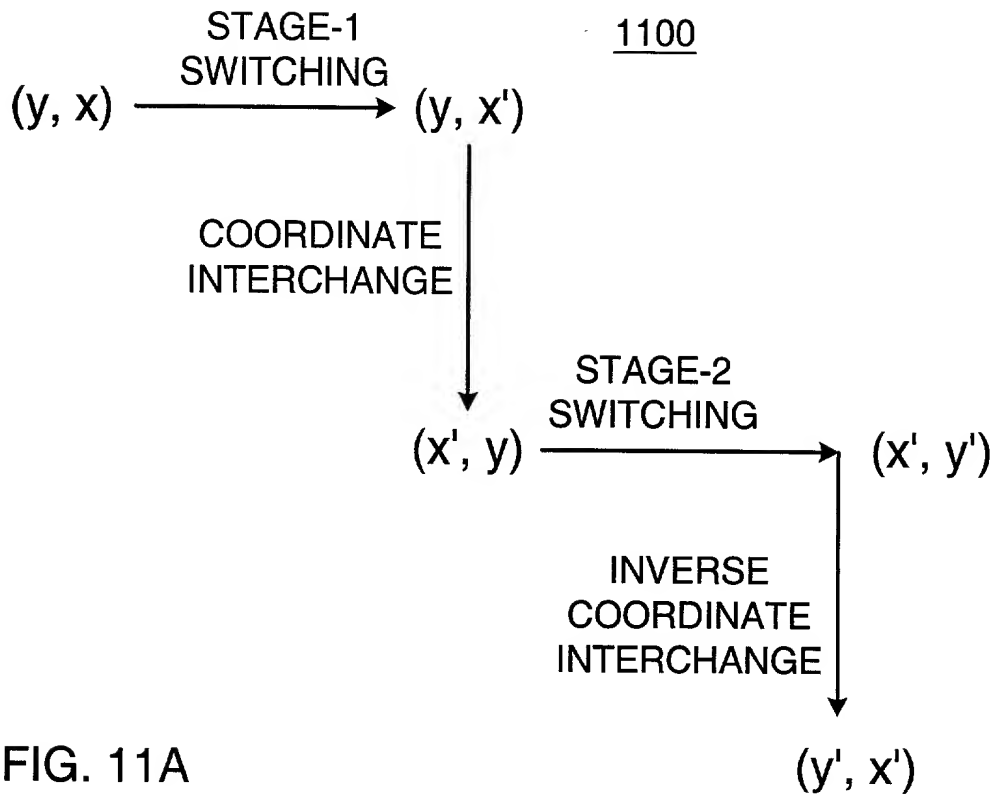 STAGE-1
SWITCHING
1100
(y, x)
(y, x')
COORDINATE
INTERCHANGE
STAGE-2
SWITCHING
(x', y)
(x', y')
INVERSE
COORDINATE
INTERCHANGE
(y', x')
FIG. 11A